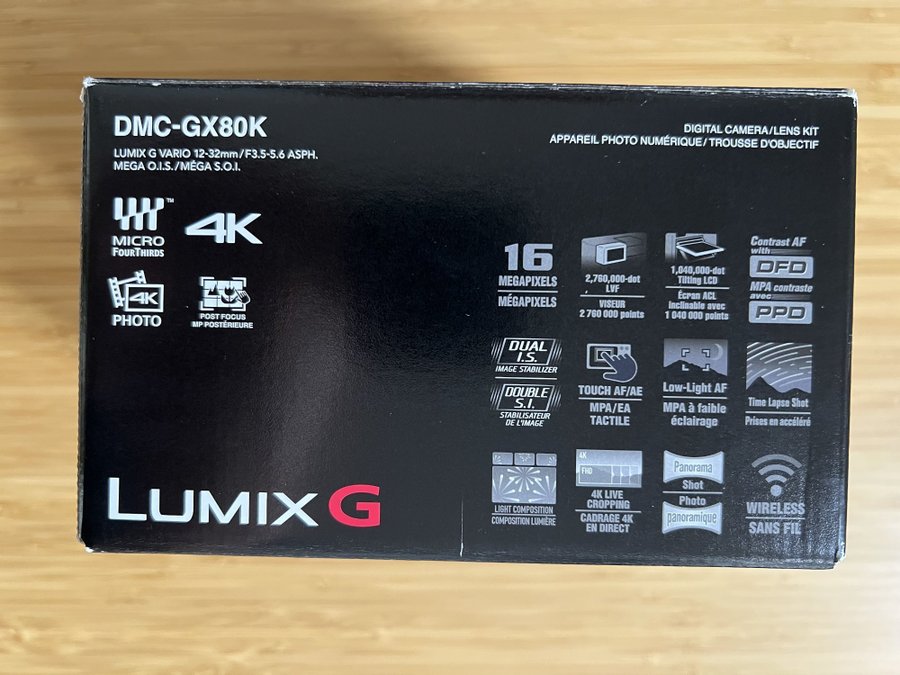 DMC-GX80K
LUMIX G VARIO 12-32mm/F3.5-5.6 ASPH.
MEGA O.I.S./MÉGA S.O.I.
DIGITAL CAMERA/LENS KIT
APPAREIL PHOTO NUMÉRIQUE/TROUSSE D'OBJECTIF
TM
MICRO
FOURTHIRDS
4K
4K
PHOTO
POST FOCUS
MP POSTÉRIEURE
16
MEGAPIXELS
MÉGAPIXELS
2,760,000-dot
LVF
VISEUR
2 760 000 points
1,040,000-dot
Tilting LCD
Écran ACL
inclinable avec
1 040 000 points
Contrast AF
with
DFD
MPA contraste
avec
PPD
DUAL
I.S.
IMAGE STABILIZER
DOUBLE
S.I.
STABILISATEUR
DE L'IMAGE
TOUCH AF/AE
MPA/EA
TACTILE
Low-Light AF
MPA à faible
éclairage
Time Lapse Shot
Prises en accéléré
LIGHT COMPOSITION
COMPOSITION LUMIÈRE
4K
FHD
4K LIVE
CROPPING
CADRAGE 4K
EN DIRECT
Panorama
Shot
Photo
panoramique
WIRELESS
SANS FIL
LUMIX G